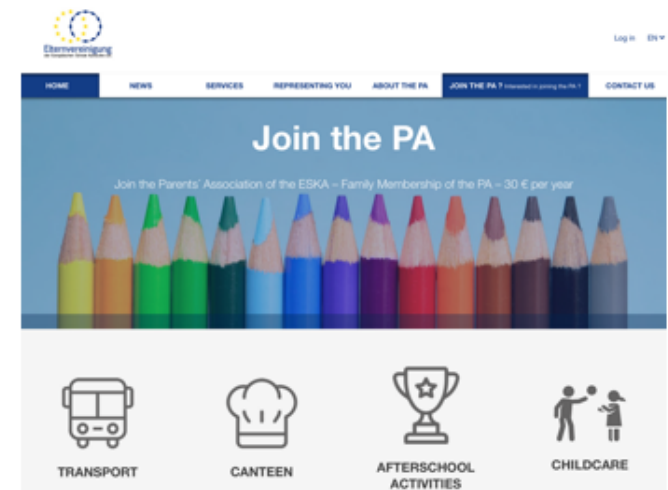 Elternvereinigung
Log in EN
HOME NEWS SERVICES REPRESENTING YOU ABOUT THE PA JOIN THE PA ? Interested in joining the PA ? CONTACT US
Join the PA
Join the Parents' Association of the ESKA – Family Membership of the PA – 30 € per year
TRANSPORT
CANTEEN
AFTERSCHOOL
ACTIVITIES
CHILDCARE